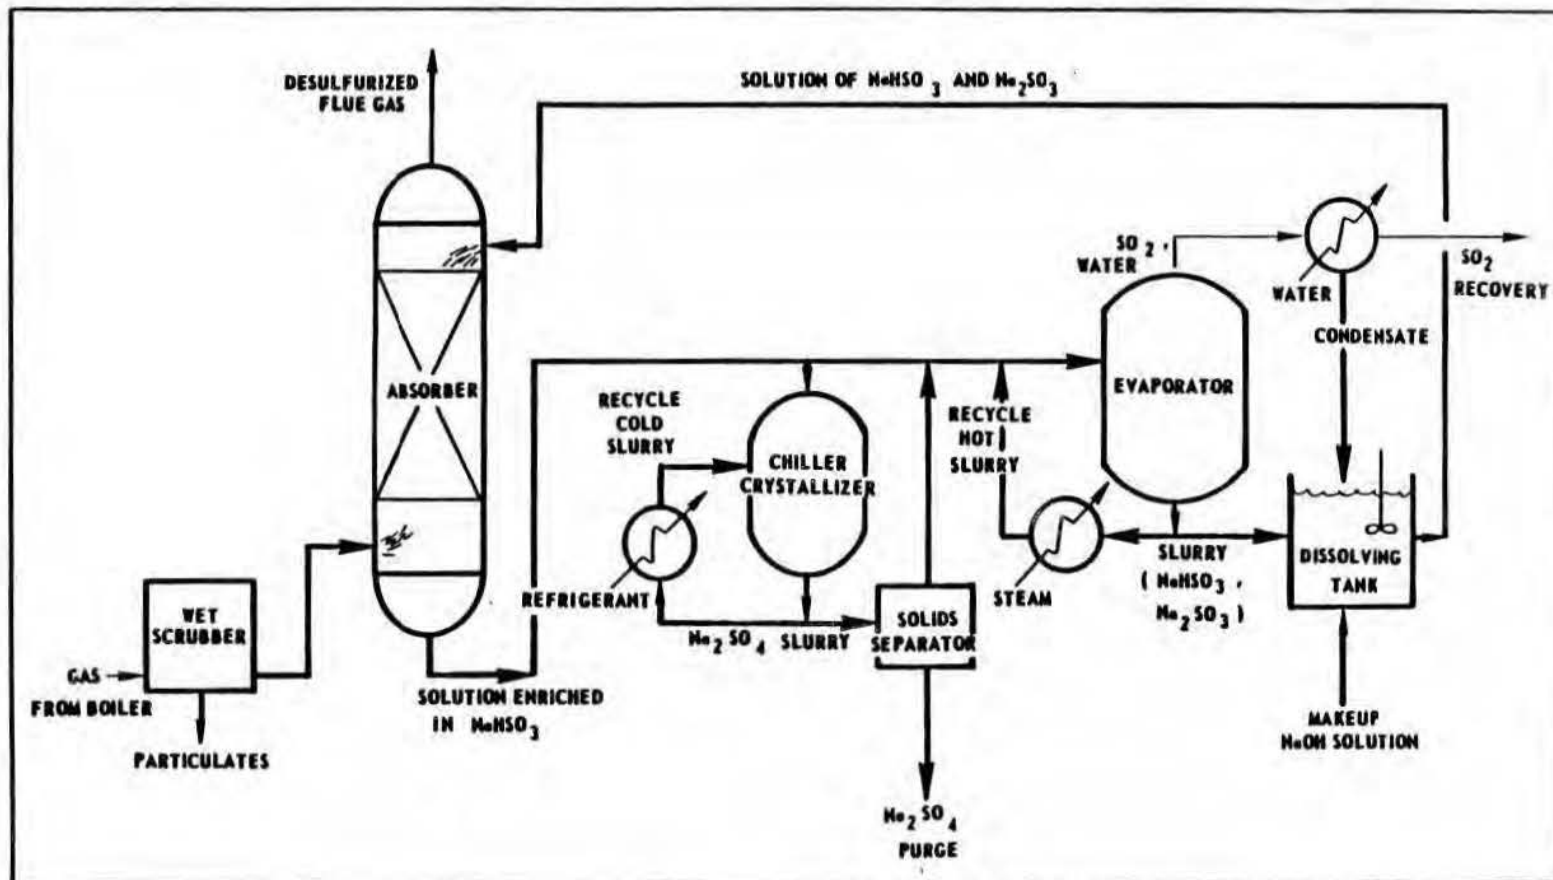 DESULFURIZED
FLUE GAS
SOLUTION OF NaHSO3 AND Na2SO3
SO2,
WATER
WATER
SO2
RECOVERY
CONDENSATE
ABSORBER
RECYCLE
COLD
SLURRY
CHILLER
CRYSTALLIZER
RECYCLE
HOT
SLURRY
EVAPORATOR
REFRIGERANT
Na2SO4 SLURRY
SOLIDS
SEPARATOR
STEAM
SLURRY
(NaHSO3,
Na2SO3)
DISSOLVING
TANK
WET
SCRUBBER
GAS
FROM BOILER
PARTICULATES
SOLUTION ENRICHED
IN NaHSO3
MAKEUP
NaOH SOLUTION
Na2SO4
PURGE